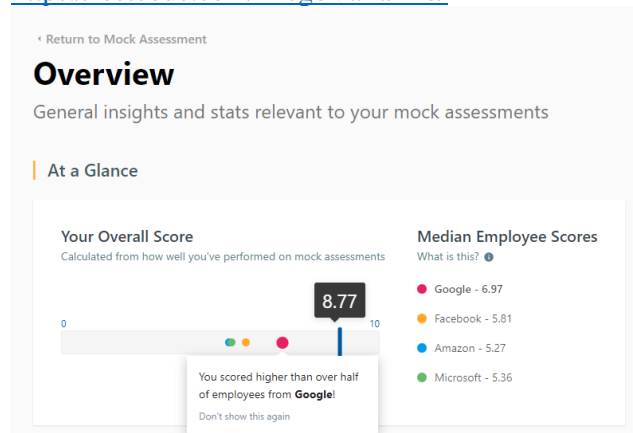 ‹ Return to Mock Assessment
Overview
General insights and stats relevant to your mock assessments
At a Glance
Your Overall Score
Calculated from how well you've performed on mock assessments
8.77
0
10
You scored higher than over half
of employees from Google!
Don't show this again
Median Employee Scores
What is this?
Google - 6.97
Facebook - 5.81
Amazon - 5.27
Microsoft - 5.36